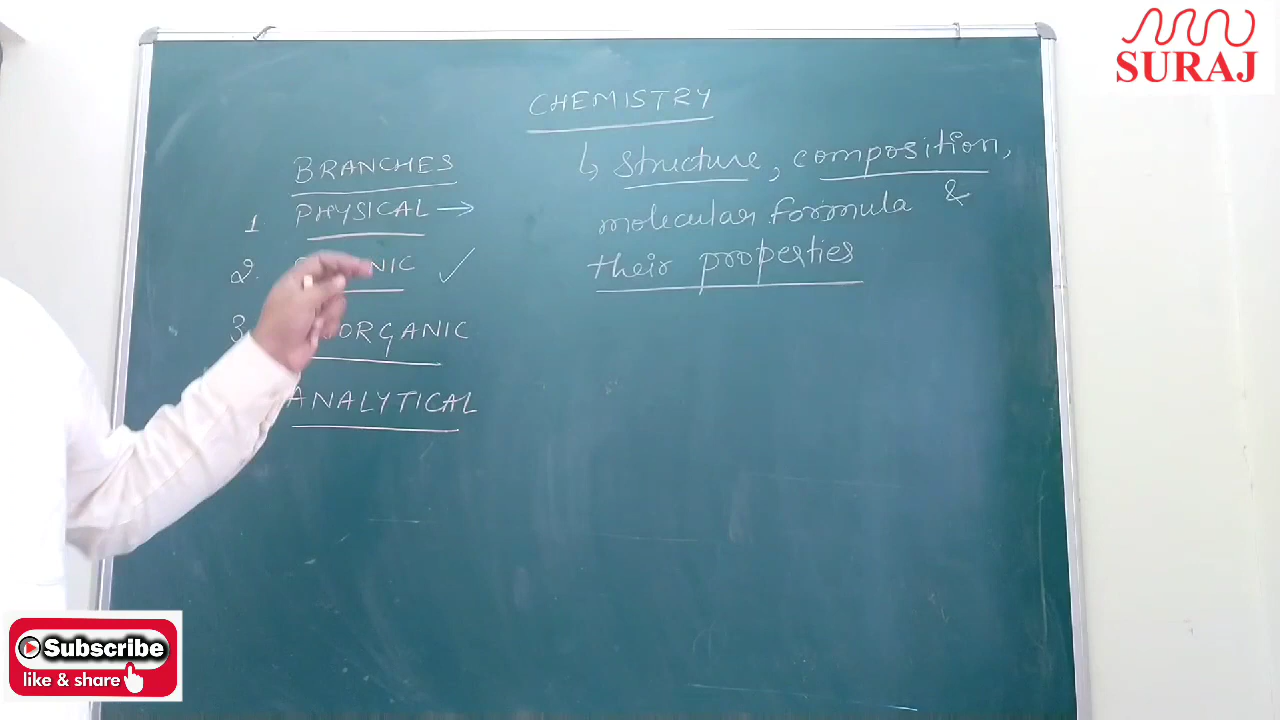 SURAJ
CHEMISTRY
BRANCHES
1 PHYSICAL →
2. NIC ✓
3 ORGANIC
ANALYTICAL
↳ structure, composition,
molecular formula &
their properties
Subscribe
like & share